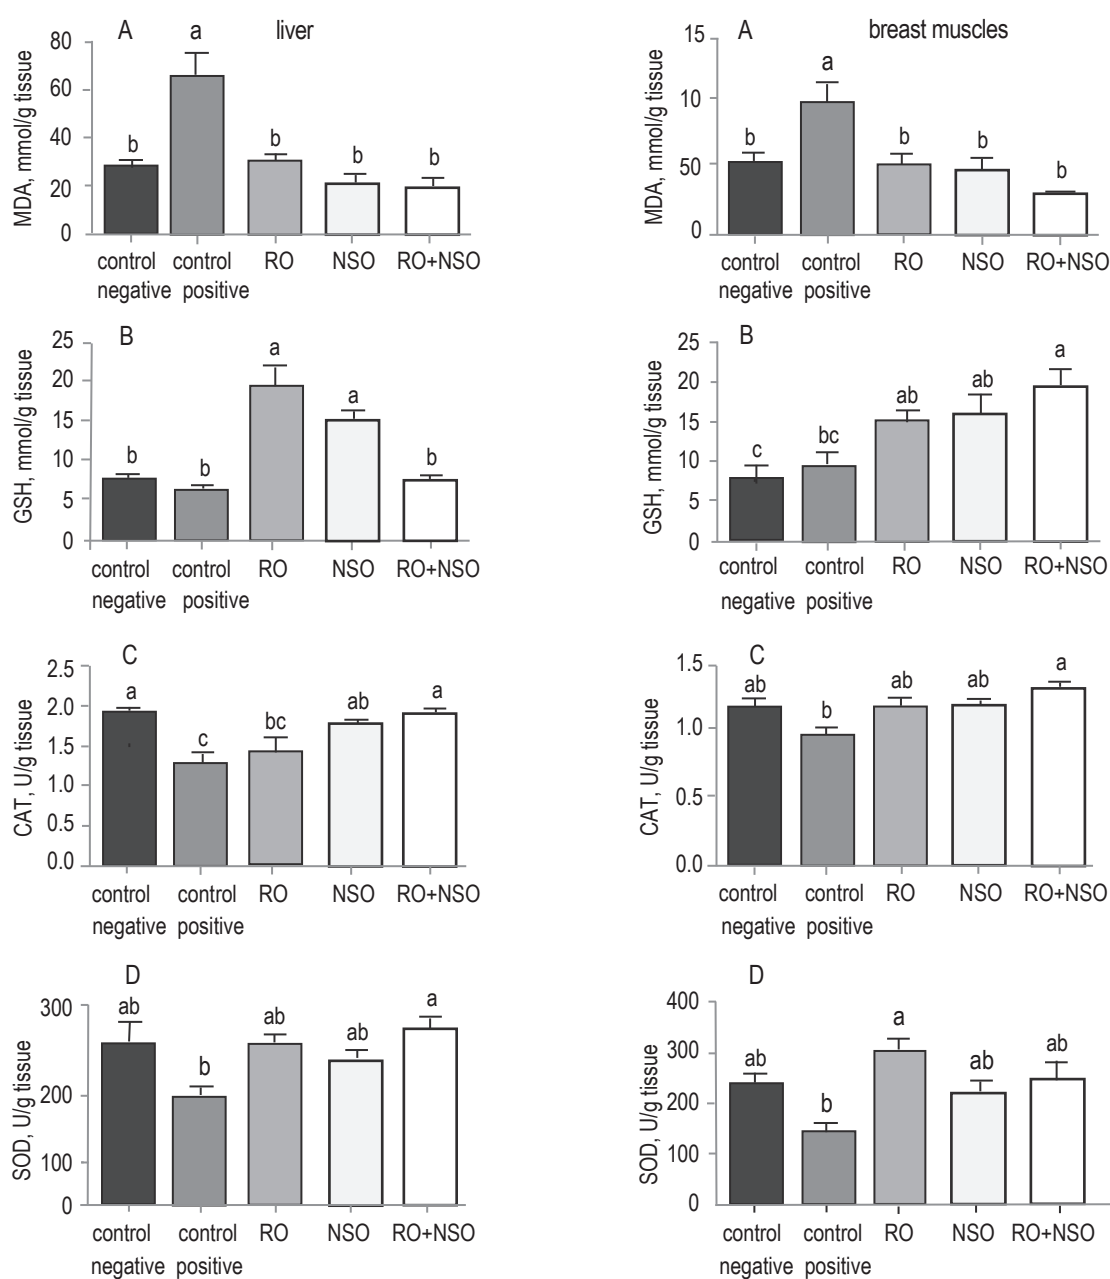 A liver
MDA, mmol/g tissue
80
60
40
20
0
b a b b b
control negative
control positive
RO
NSO
RO+NSO
A breast muscles
MDA, mmol/g tissue
15
10
50
0
b a b b b
control negative
control positive
RO
NSO
RO+NSO
B
GSH, mmol/g tissue
25
20
15
10
5
0
b b a a b
control negative
control positive
RO
NSO
RO+NSO
B
GSH, mmol/g tissue
25
20
15
10
5
0
c bc ab ab a
control negative
control positive
RO
NSO
RO+NSO
C
CAT, U/g tissue
2.5
2.0
1.5
1.0
0.5
0.0
a c bc ab a
control negative
control positive
RO
NSO
RO+NSO
C
CAT, U/g tissue
1.5
1.0
0.5
0.0
ab b ab ab a
control negative
control positive
RO
NSO
RO+NSO
D
SOD, U/g tissue
300
200
100
0
ab b ab ab a
control negative
control positive
RO
NSO
RO+NSO
D
SOD, U/g tissue
400
300
200
100
0
ab b a ab ab
control negative
control positive
RO
NSO
RO+NSO